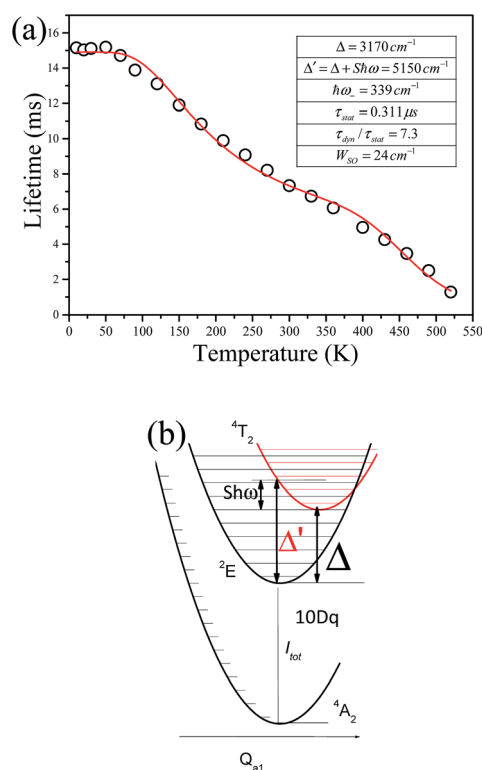 (a)
Δ = 3170 cm⁻¹
Δ' = Δ + Sħω = 5150 cm⁻¹
ħω₋ = 339 cm⁻¹
τstat = 0.311 μs
τdyn / τstat = 7.3
WSO = 24 cm⁻¹
16
14
12
10
8
6
4
2
0
Lifetime (ms)
0 50 100 150 200 250 300 350 400 450 500 550
Temperature (K)
(b)
⁴T₂
Sħω
Δ'
Δ
²E
10Dq
Itot
⁴A₂
Qa1